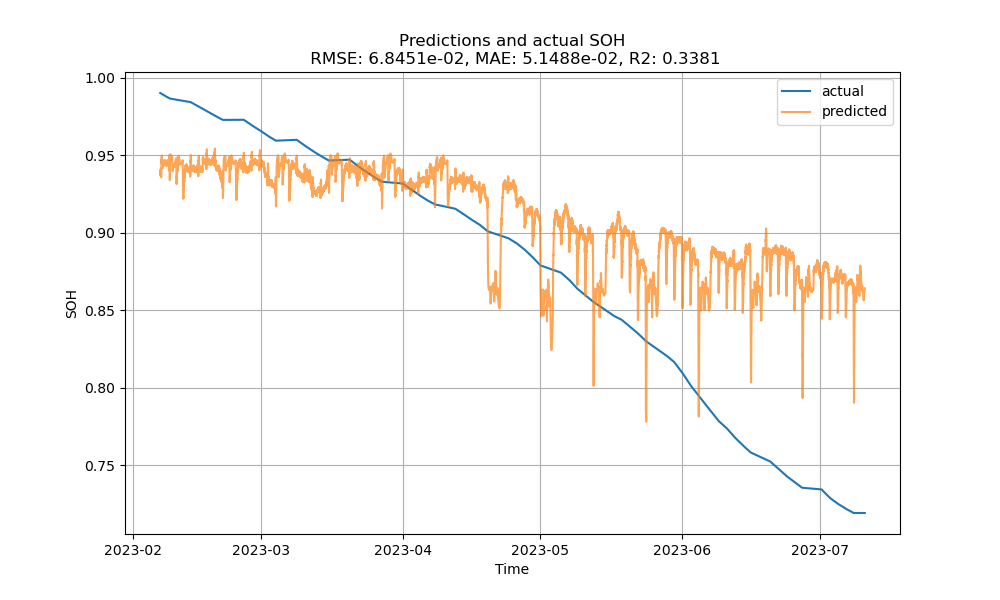 Predictions and actual SOH
RMSE: 6.8451e-02, MAE: 5.1488e-02, R2: 0.3381
actual
predicted
1.00
0.95
0.90
0.85
0.80
0.75
SOH
2023-02 2023-03 2023-04 2023-05 2023-06 2023-07
Time